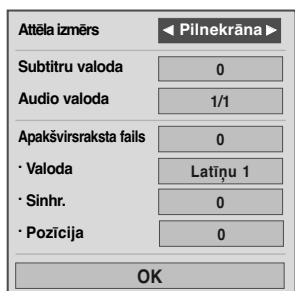 Attēla izmērs ◄ Pilnekrāna ►
Subtitru valoda 0
Audio valoda 1/1
Apakšvirsraksta fails 0
· Valoda Latīņu 1
· Sinhr. 0
· Pozīcija 0
OK